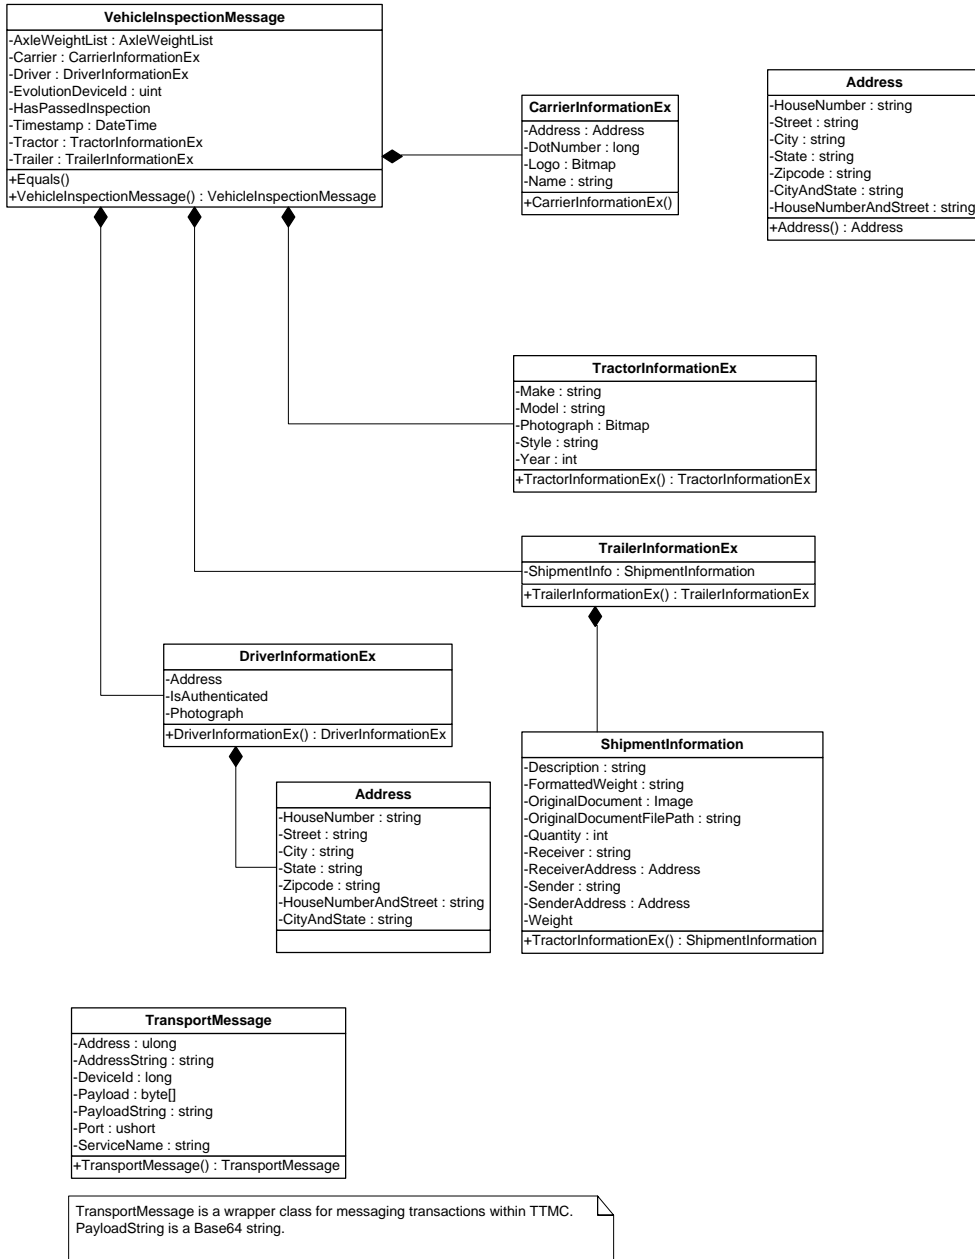 VehicleInspectionMessage
-AxleWeightList : AxleWeightList
-Carrier : CarrierInformationEx
-Driver : DriverInformationEx
-EvolutionDeviceId : uint
-HasPassedInspection
-Timestamp : DateTime
-Tractor : TractorInformationEx
-Trailer : TrailerInformationEx
+Equals()
+VehicleInspectionMessage() : VehicleInspectionMessage
CarrierInformationEx
-Address : Address
-DotNumber : long
-Logo : Bitmap
-Name : string
+CarrierInformationEx()
Address
-HouseNumber : string
-Street : string
-City : string
-State : string
-Zipcode : string
-CityAndState : string
-HouseNumberAndStreet : string
+Address() : Address
TractorInformationEx
-Make : string
-Model : string
-Photograph : Bitmap
-Style : string
-Year : int
+TractorInformationEx() : TractorInformationEx
TrailerInformationEx
-ShipmentInfo : ShipmentInformation
+TrailerInformationEx() : TrailerInformationEx
DriverInformationEx
-Address
-IsAuthenticated
-Photograph
+DriverInformationEx() : DriverInformationEx
Address
-HouseNumber : string
-Street : string
-City : string
-State : string
-Zipcode : string
-HouseNumberAndStreet : string
-CityAndState : string
ShipmentInformation
-Description : string
-FormattedWeight : string
-OriginalDocument : Image
-OriginalDocumentFilePath : string
-Quantity : int
-Receiver : string
-ReceiverAddress : Address
-Sender : string
-SenderAddress : Address
-Weight
+TractorInformationEx() : ShipmentInformation
TransportMessage
-Address : ulong
-AddressString : string
-DeviceId : long
-Payload : byte[]
-PayloadString : string
-Port : ushort
-ServiceName : string
+TransportMessage() : TransportMessage
TransportMessage is a wrapper class for messaging transactions within TTMC.
PayloadString is a Base64 string.